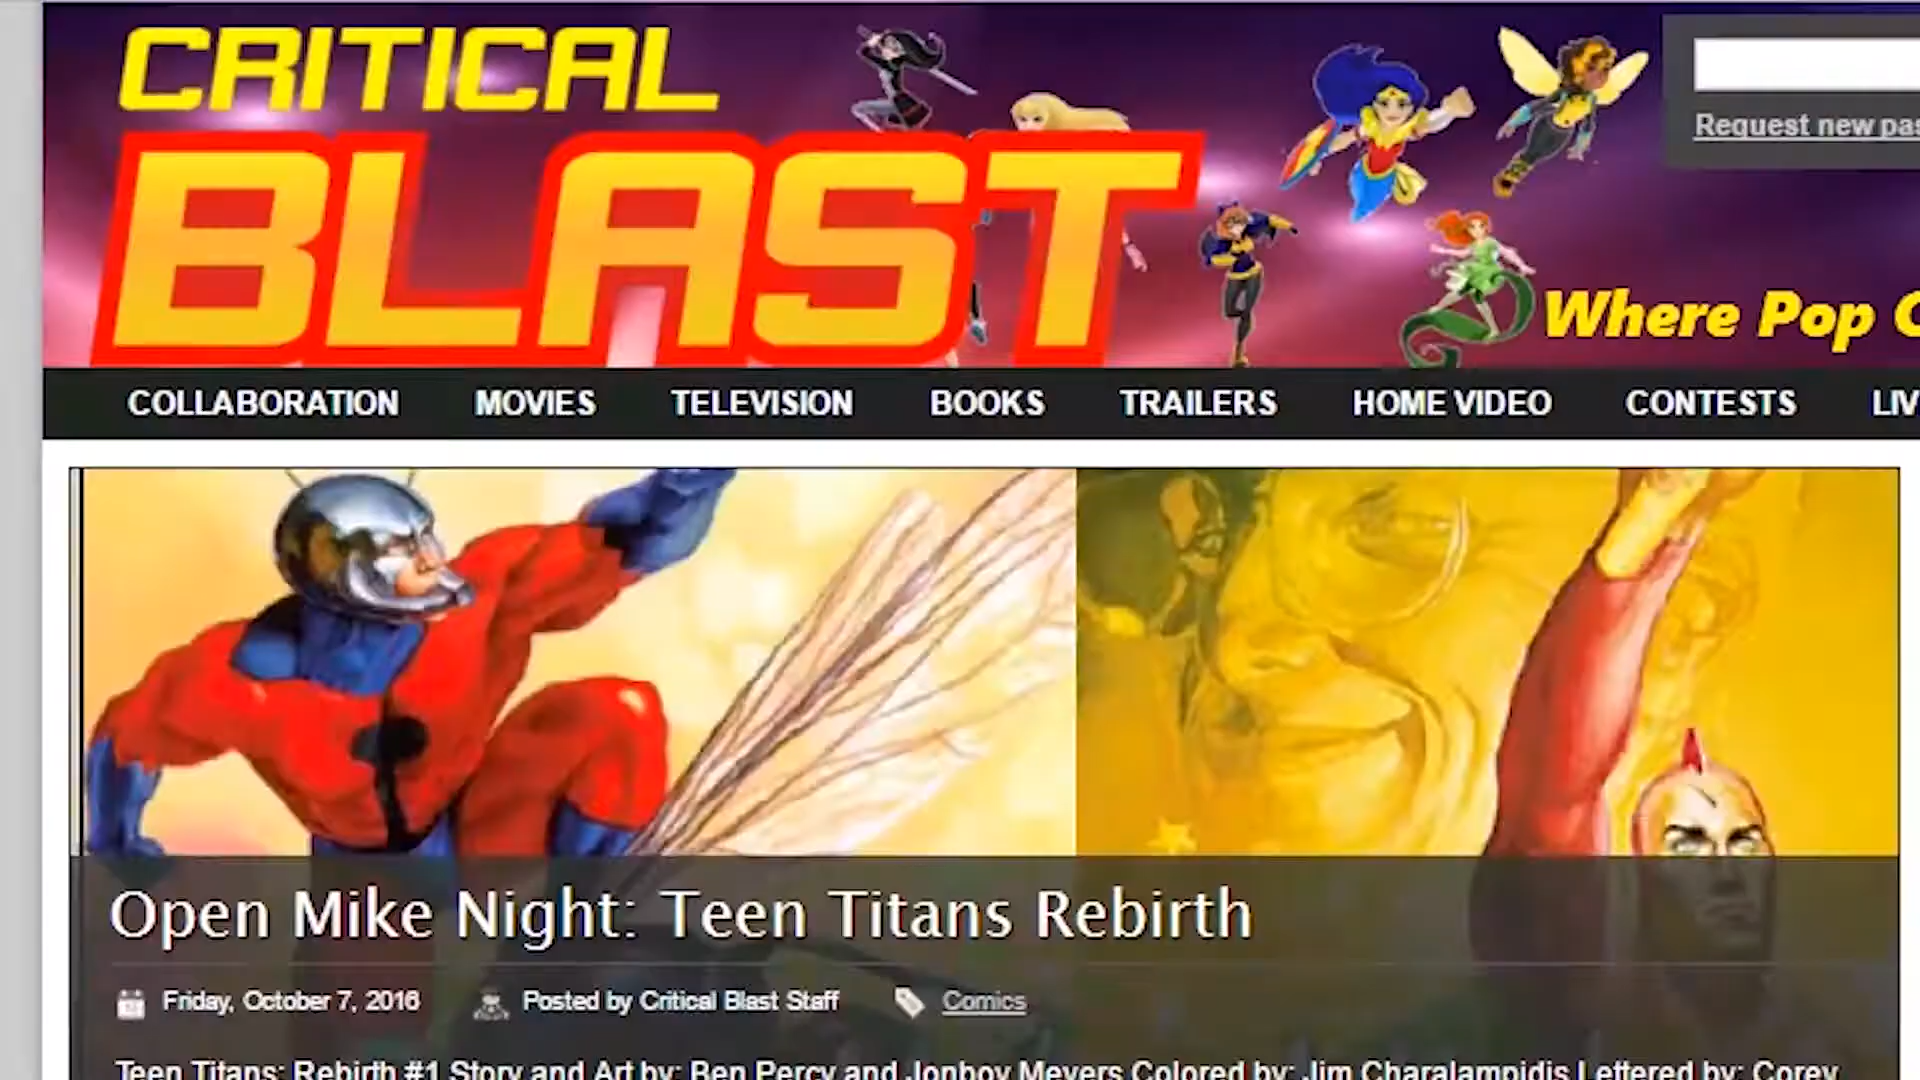 CRITICAL
BLAST
Request new pas
Where Pop C
COLLABORATION MOVIES TELEVISION BOOKS TRAILERS HOME VIDEO CONTESTS LIV
Open Mike Night: Teen Titans Rebirth
Friday, October 7, 2016 Posted by Critical Blast Staff Comics
Teen Titans: Rebirth #1 Story and Art by: Ben Percy and Jonboy Meyers Colored by: Jim Charalampidis Lettered by: Corey